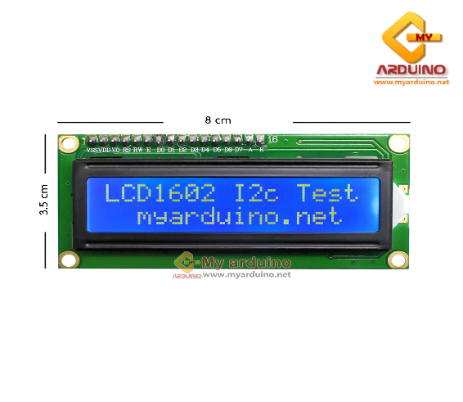 MY
ARDUINO
www.myarduino.net
8 cm
3.5 cm
VSS VDD VO RS RW E D0 D1 D2 D3 D4 D5 D6 D7 A K 16
LCD1602 I2c Test
myarduino.net
My arduino
ARDUINO www.myarduino.net